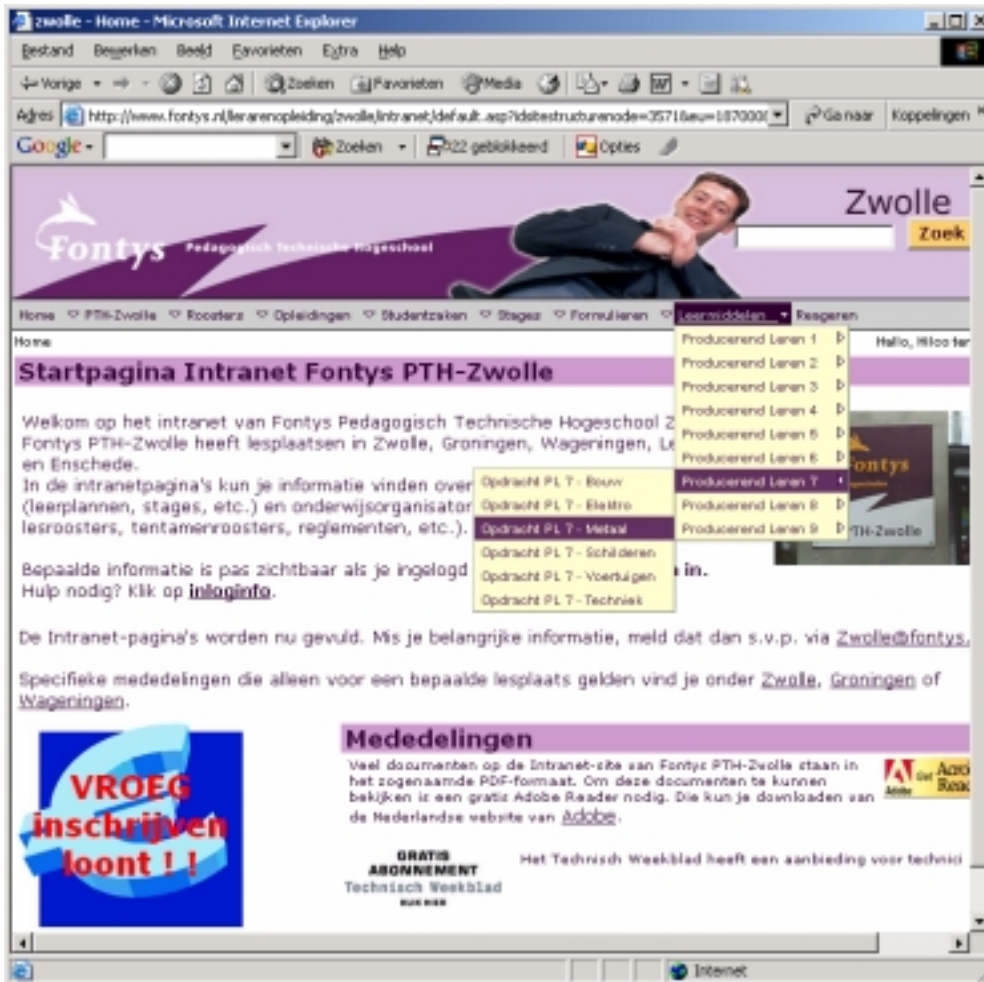 zwolle - Home - Microsoft Internet Explorer
Bestand Bewerken Beeld Favorieten Extra Help
Vorige Zoeken Favorieten Media
Adres http://www.fontys.nl/lerarenopleiding/zwolle/intranet/default.asp?idsitestructurenode=3571&eu=187000 Ga naar Koppelingen
Google Zoeken 522 geblokkeerd Opties
Fontys Pedagogisch Technische Hogeschool
Zwolle
Zoek
Home PTH-Zwolle Roosters Opleidingen Studentzaken Stages Formulieren Leermiddelen Reageren
Home
Hallo, Hilco ter
Producerend Leren 1
Producerend Leren 2
Producerend Leren 3
Producerend Leren 4
Producerend Leren 5
Producerend Leren 6
Producerend Leren 7
Producerend Leren 8
Producerend Leren 9
Opdracht PL 7 - Bouw
Opdracht PL 7 - Elektro
Opdracht PL 7 - Metaal
Opdracht PL 7 - Schilderen
Opdracht PL 7 - Voertuigen
Opdracht PL 7 - Techniek
Startpagina Intranet Fontys PTH-Zwolle
Welkom op het intranet van Fontys Pedagogisch Technische Hogeschool Z
Fontys PTH-Zwolle heeft lesplaatsen in Zwolle, Groningen, Wageningen, Le
en Enschede.
In de intranetpagina's kun je informatie vinden over
(leerplannen, stages, etc.) en onderwijsorganisator
lesroosters, tentamenroosters, reglementen, etc.).
Fontys
PTH-Zwolle
Bepaalde informatie is pas zichtbaar als je ingelogd n in.
Hulp nodig? Klik op inloginfo.
De Intranet-pagina's worden nu gevuld. Mis je belangrijke informatie, meld dat dan s.v.p. via Zwolle@fontys.
Specifieke mededelingen die alleen voor een bepaalde lesplaats gelden vind je onder Zwolle, Groningen of
Wageningen.
VROEG
inschrijven
loont ! !
Mededelingen
Veel documenten op de Intranet-site van Fontys PTH-Zwolle staan in
het zogenaamde PDF-formaat. Om deze documenten te kunnen
bekijken is een gratis Adobe Reader nodig. Die kun je downloaden van
de Nederlandse website van Adobe.
Adobe Get Acro
Read
GRATIS
ABONNEMENT
Technisch Weekblad
KLIK HIER
Het Technisch Weekblad heeft een aanbieding voor technici
Internet